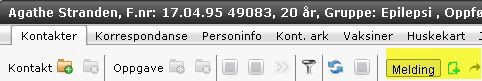 Agathe Stranden, F.nr: 17.04.95 49083, 20 år, Gruppe: Epilepsi , Oppfø
Kontakter Korrespondanse Personinfo Kont. ark Vaksiner Huskekart
Kontakt Oppgave Melding